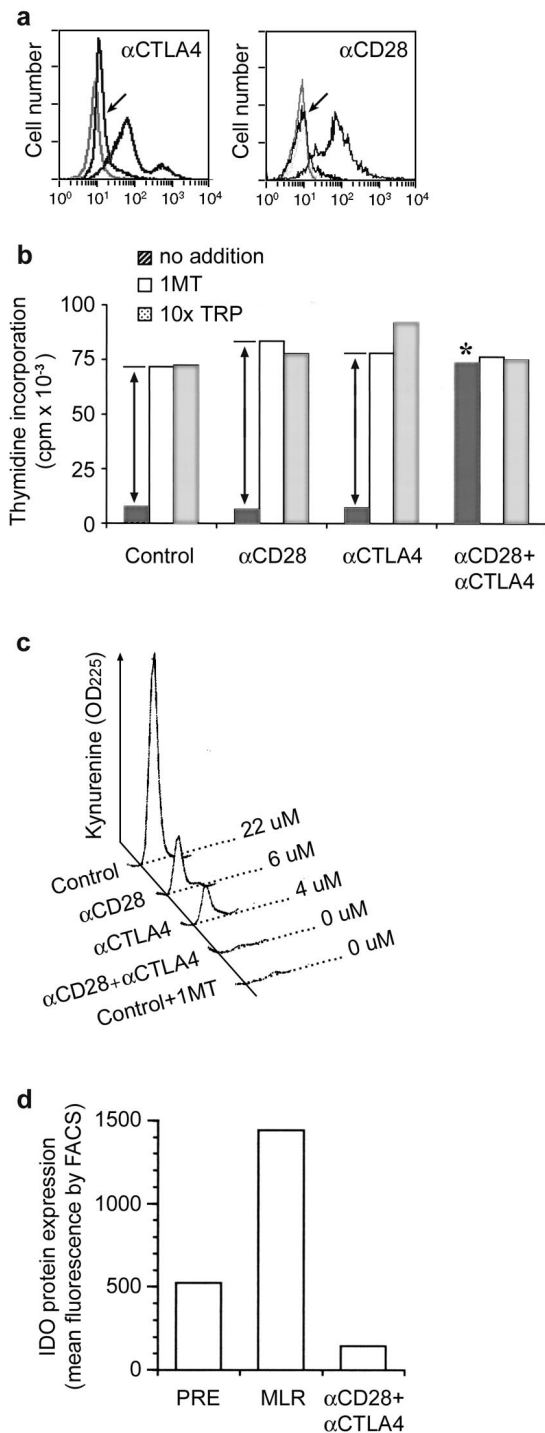 a
αCTLA4
αCD28
Cell number
Cell number
10⁰ 10¹ 10² 10³ 10⁴
10⁰ 10¹ 10² 10³ 10⁴
b
no addition
1MT
10x TRP
Thymidine incorporation
(cpm x 10⁻³)
100
75
50
25
0
*
Control
αCD28
αCTLA4
αCD28+
αCTLA4
c
Kynurenine (OD225)
Control
22 uM
αCD28
6 uM
αCTLA4
4 uM
αCD28+αCTLA4
0 uM
Control+1MT
0 uM
d
IDO protein expression
(mean fluorescence by FACS)
1500
1000
500
0
PRE
MLR
αCD28+
αCTLA4